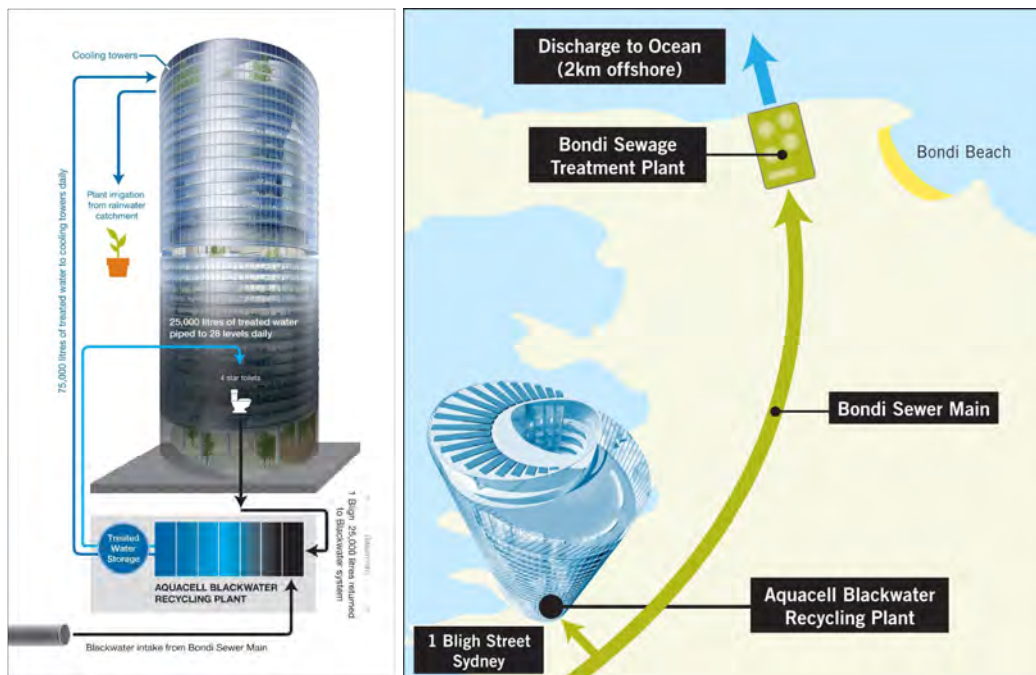 Cooling towers
75,000 litres of treated water to cooling towers daily
Plant irrigation
from rainwater
catchment
25,000 litres of treated water
piped to 28 levels daily
4 star toilets
1 Bligh 25,000 litres returned
to Blackwater system
Treated
Water
Storage
AQUACELL BLACKWATER
RECYCLING PLANT
Blackwater intake from Bondi Sewer Main
Discharge to Ocean
(2km offshore)
Bondi Sewage
Treatment Plant
Bondi Beach
Bondi Sewer Main
Aquacell Blackwater
Recycling Plant
1 Bligh Street
Sydney